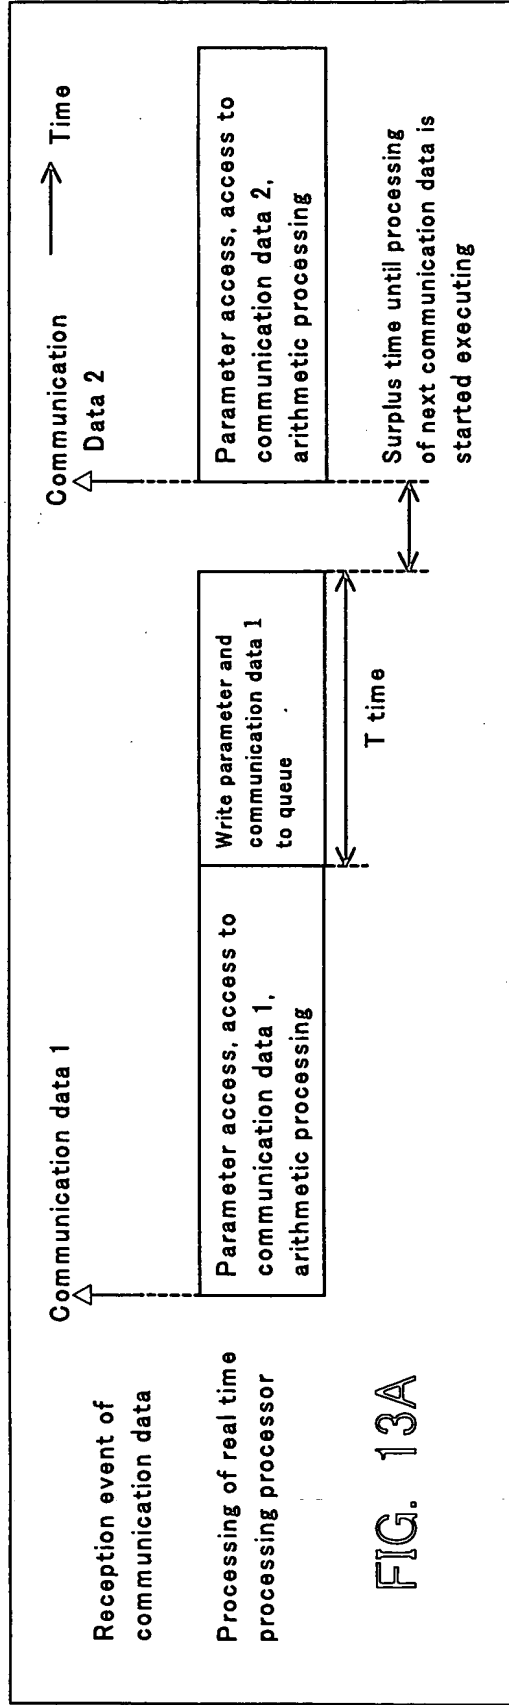 Communication data 1
Communication
Data 2
Time
Reception event of
communication data
Processing of real time
processing processor
Parameter access, access to
communication data 1,
arithmetic processing
Write parameter and
communication data 1
to queue
Parameter access, access to
communication data 2,
arithmetic processing
T time
Surplus time until processing
of next communication data is
started executing
FIG. 13A